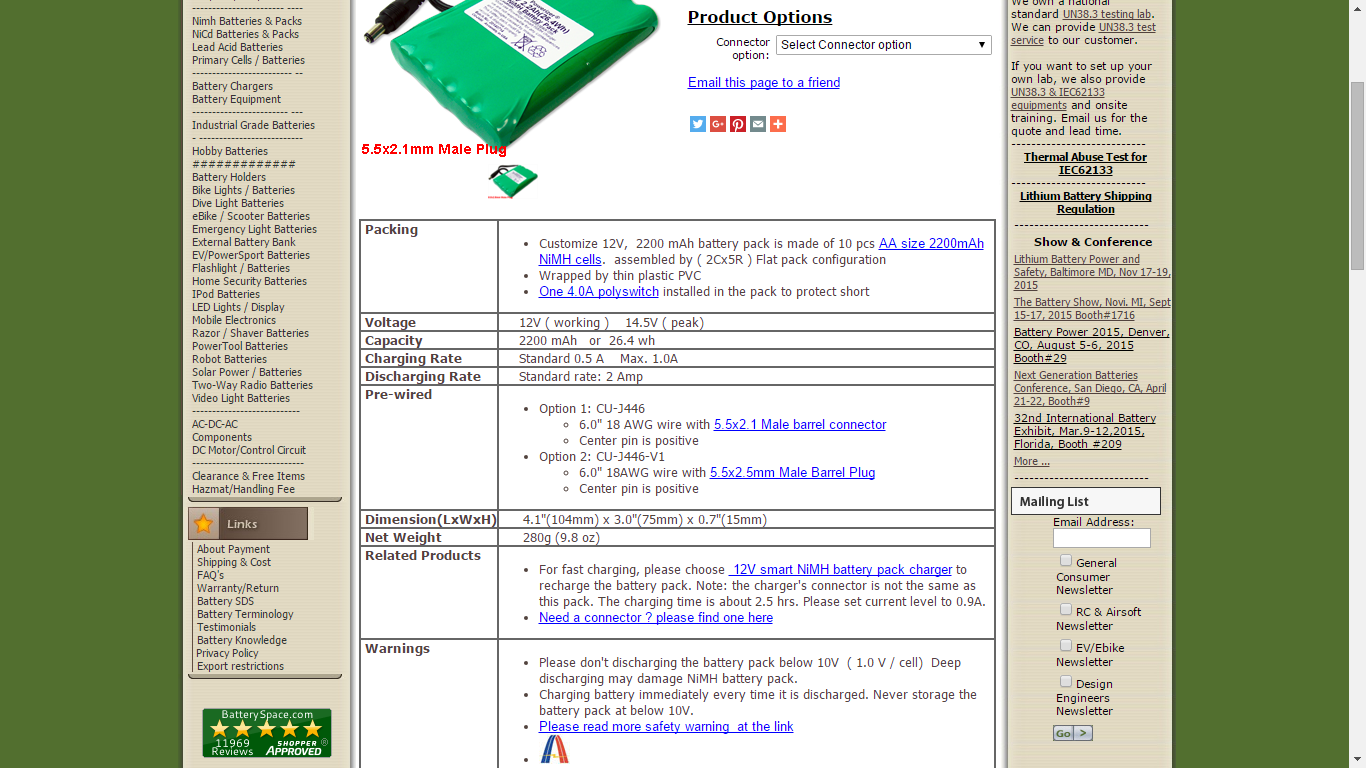 ---------------------- ----
Nimh Batteries & Packs
NiCd Batteries & Packs
Lead Acid Batteries
Primary Cells / Batteries
------------------------ --
Battery Chargers
Battery Equipment
----------------------- ---
Industrial Grade Batteries
- -------------------------
Hobby Batteries
#############
Battery Holders
Bike Lights / Batteries
Dive Light Batteries
eBike / Scooter Batteries
Emergency Light Batteries
External Battery Bank
EV/PowerSport Batteries
Flashlight / Batteries
Home Security Batteries
IPod Batteries
LED Lights / Display
Mobile Electronics
Razor / Shaver Batteries
PowerTool Batteries
Robot Batteries
Solar Power / Batteries
Two-Way Radio Batteries
Video Light Batteries
--------------------------
AC-DC-AC
Components
DC Motor/Control Circuit
---------------------------
Clearance & Free Items
Hazmat/Handling Fee
Links
About Payment
Shipping & Cost
FAQ's
Warranty/Return
Battery SDS
Battery Terminology
Testimonials
Battery Knowledge
Privacy Policy
Export restrictions
BatterySpace.com
11969
Reviews
SHOPPER
APPROVED®
5.5x2.1mm Male Plug
Product Options
Connector option: Select Connector option
Email this page to a friend
Packing
Customize 12V, 2200 mAh battery pack is made of 10 pcs AA size 2200mAh
NiMH cells. assembled by ( 2Cx5R ) Flat pack configuration
Wrapped by thin plastic PVC
One 4.0A polyswitch installed in the pack to protect short
Voltage 12V ( working ) 14.5V ( peak)
Capacity 2200 mAh or 26.4 wh
Charging Rate Standard 0.5 A Max. 1.0A
Discharging Rate Standard rate: 2 Amp
Pre-wired
Option 1: CU-J446
6.0" 18 AWG wire with 5.5x2.1 Male barrel connector
Center pin is positive
Option 2: CU-J446-V1
6.0" 18AWG wire with 5.5x2.5mm Male Barrel Plug
Center pin is positive
Dimension(LxWxH) 4.1"(104mm) x 3.0"(75mm) x 0.7"(15mm)
Net Weight 280g (9.8 oz)
Related Products
For fast charging, please choose 12V smart NiMH battery pack charger to
recharge the battery pack. Note: the charger's connector is not the same as
this pack. The charging time is about 2.5 hrs. Please set current level to 0.9A.
Need a connector ? please find one here
Warnings
Please don't discharging the battery pack below 10V ( 1.0 V / cell) Deep
discharging may damage NiMH battery pack.
Charging battery immediately every time it is discharged. Never storage the
battery pack at below 10V.
Please read more safety warning at the link
We own a national
standard UN38.3 testing lab.
We can provide UN38.3 test
service to our customer.
If you want to set up your
own lab, we also provide
UN38.3 & IEC62133
equipments and onsite
training. Email us for the
quote and lead time.
---------------------------
Thermal Abuse Test for
IEC62133
---------------------------
Lithium Battery Shipping
Regulation
---------------------------
Show & Conference
Lithium Battery Power and
Safety, Baltimore MD, Nov 17-19,
2015
The Battery Show, Novi. MI, Sept
15-17, 2015 Booth#1716
Battery Power 2015, Denver,
CO, August 5-6, 2015
Booth#29
Next Generation Batteries
Conference, San Diego, CA, April
21-22, Booth#9
32nd International Battery
Exhibit, Mar.9-12,2015,
Florida, Booth #209
More ...
---------------------------
Mailing List
Email Address:
General
Consumer
Newsletter
RC & Airsoft
Newsletter
EV/Ebike
Newsletter
Design
Engineers
Newsletter
Go >